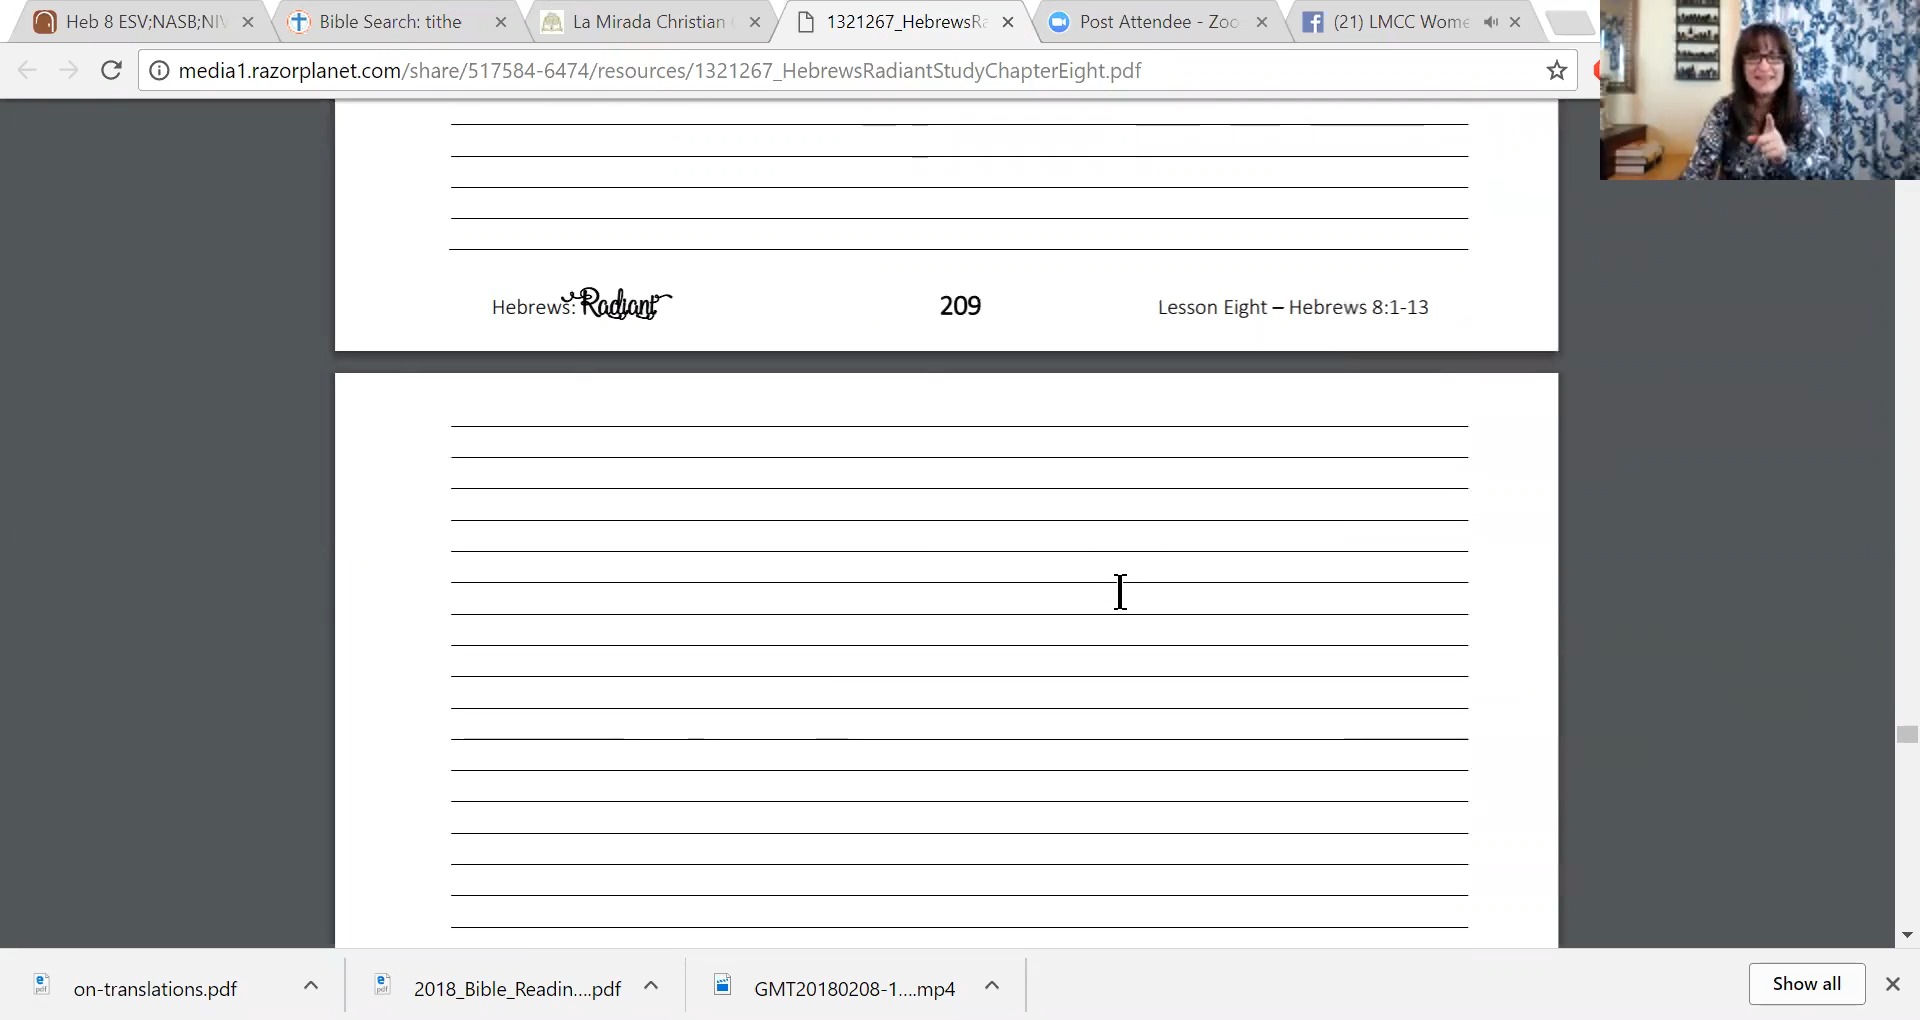 Heb 8 ESV;NASB;NIV
Bible Search: tithe
La Mirada Christian
1321267_HebrewsRa
Post Attendee - Zoo
(21) LMCC Wome
media1.razorplanet.com/share/517584-6474/resources/1321267_HebrewsRadiantStudyChapterEight.pdf
Hebrews: Radiant 209 Lesson Eight – Hebrews 8:1-13
on-translations.pdf
2018_Bible_Readin....pdf
GMT20180208-1....mp4
Show all